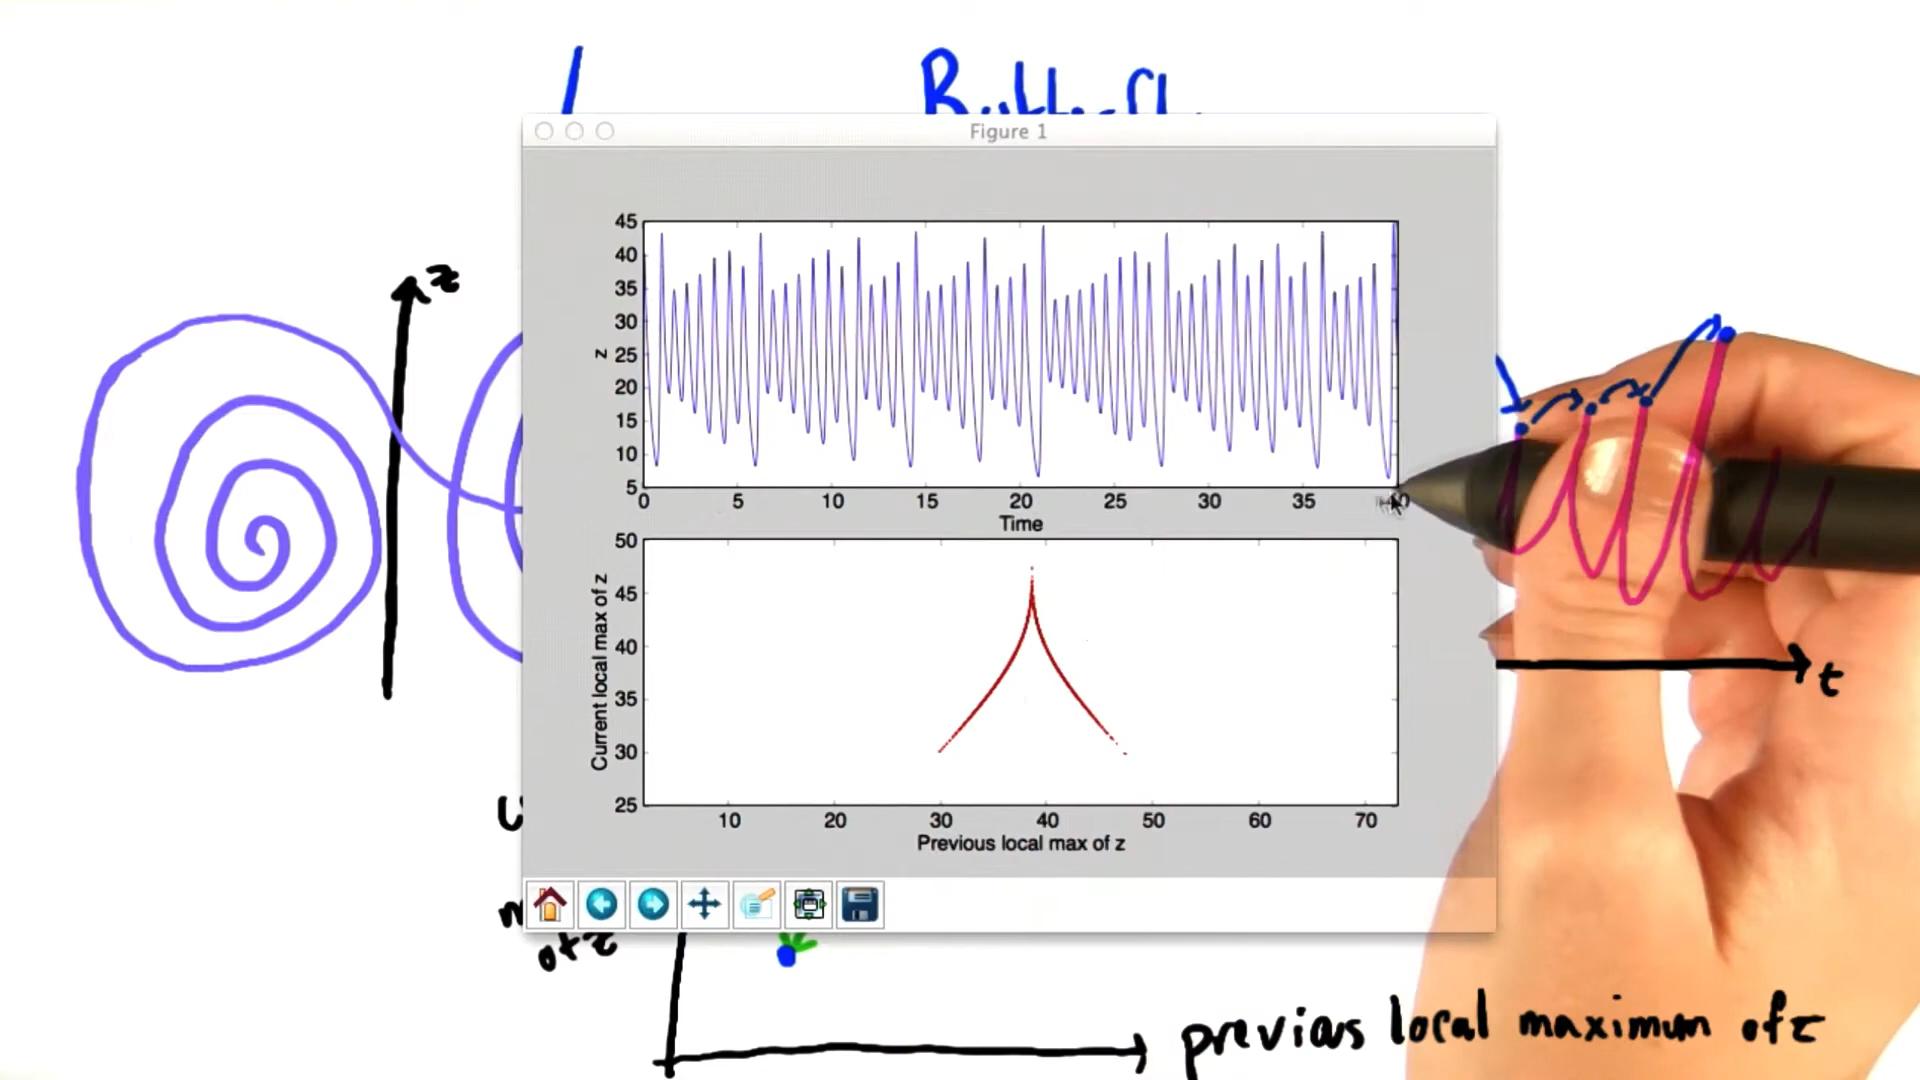 Figure 1
z
45
40
35
30
25
20
15
10
5
z
0 5 10 15 20 25 30 35
Time
50
45
40
35
30
25
Current local max of z
10 20 30 40 50 60 70
Previous local max of z
t
of z
previous local maximum of z